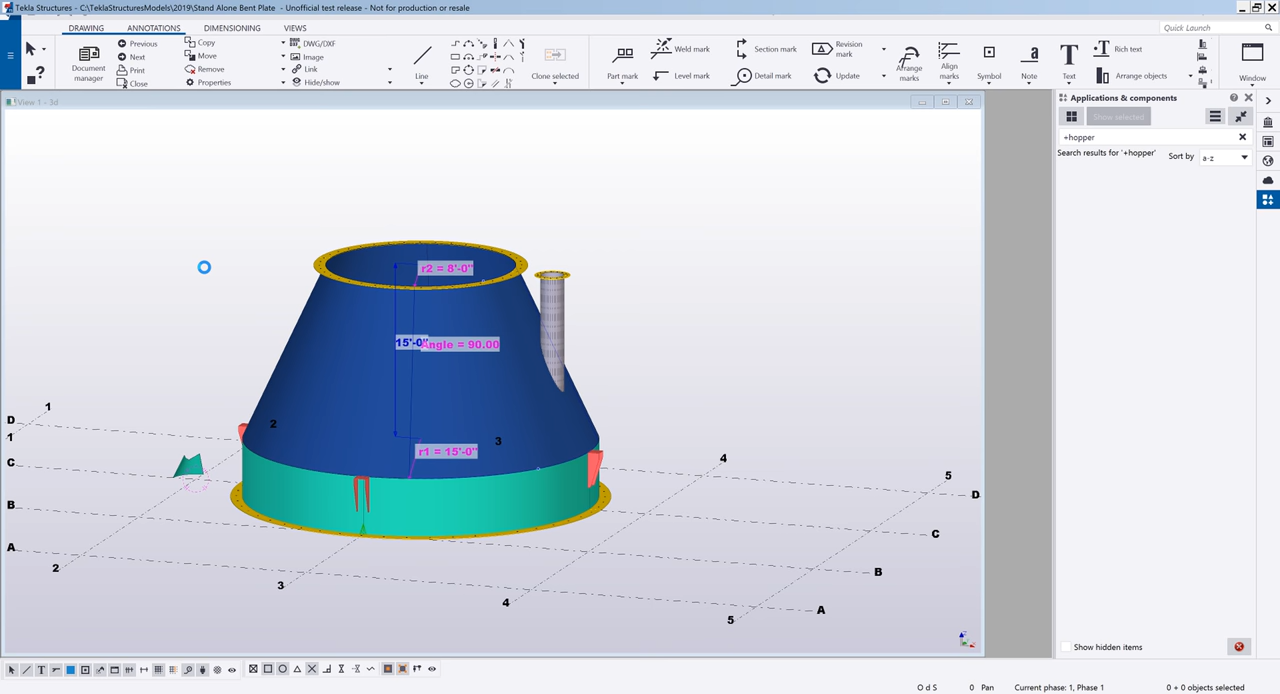 Tekla Structures - C:\TeklaStructuresModels\2019\Stand Alone Bent Plate - Unofficial test release - Not for production or resale
DRAWING ANNOTATIONS DIMENSIONING VIEWS
Quick Launch
Document manager
Previous
Next
Print
Close
Copy
Move
Remove
Properties
DWG/DXF
Image
Link
Hide/show
Line
Clone selected
Part mark
Weld mark
Level mark
Section mark
Detail mark
Revision mark
Update
Arrange marks
Align marks
Symbol
Note
Text
Rich text
Arrange objects
Window
View 1 - 3d
Applications & components
Show selected
+hopper
Search results for '+hopper' Sort by a-z
r2 = 8'-0"
15'-0"
Angle = 90.00
r1 = 15'-0"
1
D
1
2
3
C
4
5
B
D
A
C
2
B
3
4
A
5
Show hidden items
O d S 0 Pan Current phase: 1, Phase 1 0 + 0 objects selected